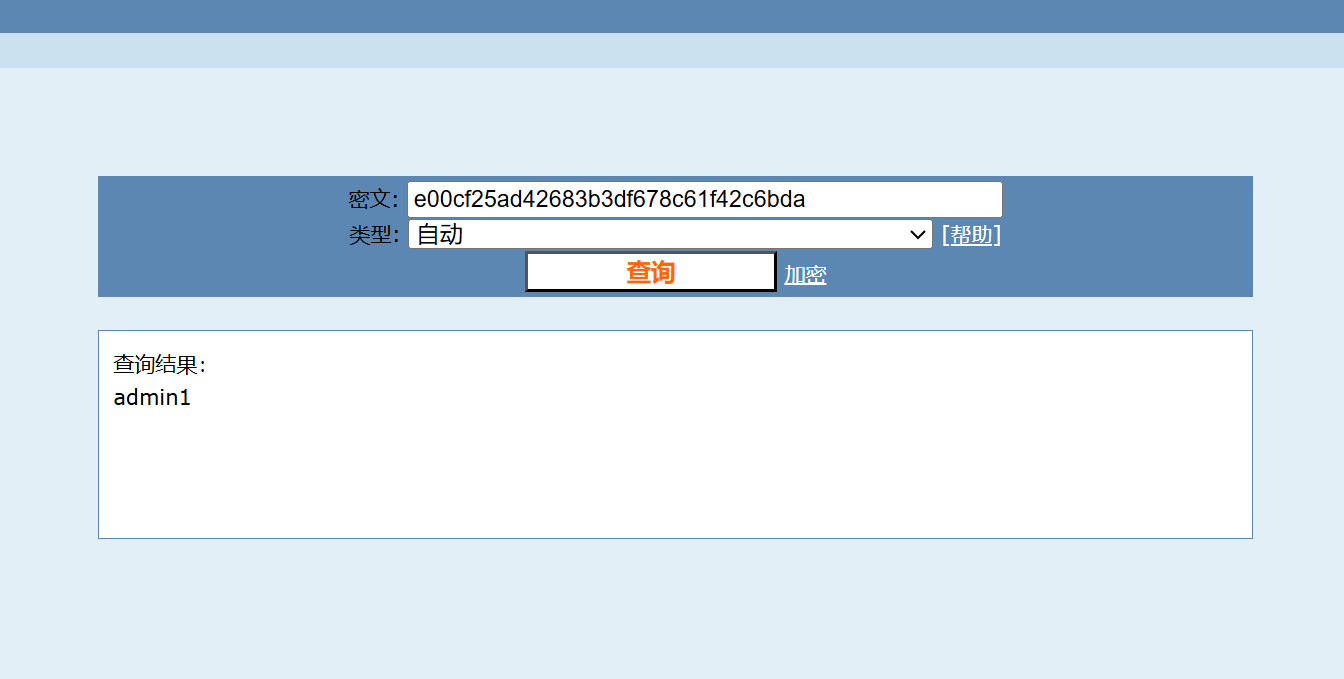 密文: e00cf25ad42683b3df678c61f42c6bda
类型: 自动 [帮助]
查询 加密
查询结果:
admin1